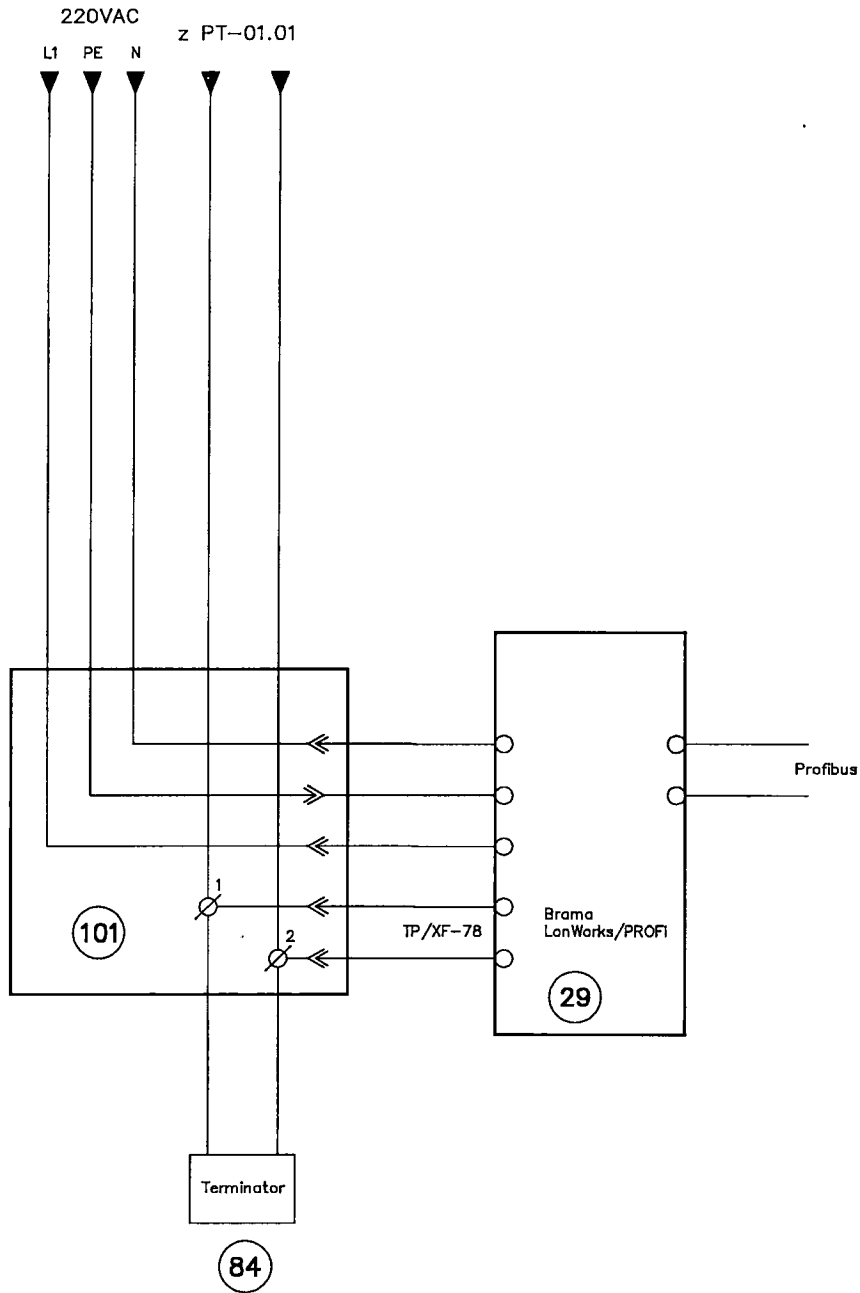 220VAC
z PT-01.01
L1 PE N
Profibus
1
2
101
TP/XF-78
Brama
LonWorks/PROFI
29
Terminator
84